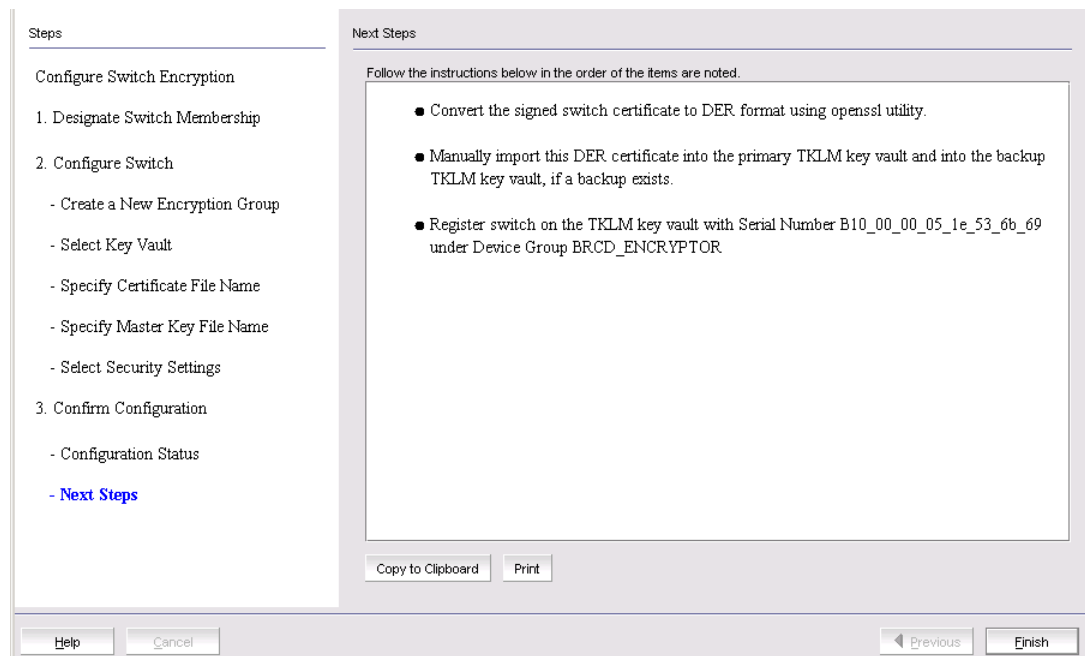 Steps
Configure Switch Encryption
1. Designate Switch Membership
2. Configure Switch
- Create a New Encryption Group
- Select Key Vault
- Specify Certificate File Name
- Specify Master Key File Name
- Select Security Settings
3. Confirm Configuration
- Configuration Status
- Next Steps
Next Steps
Follow the instructions below in the order of the items are noted.
● Convert the signed switch certificate to DER format using openssl utility.
● Manually import this DER certificate into the primary TKLM key vault and into the backup
TKLM key vault, if a backup exists.
● Register switch on the TKLM key vault with Serial Number B10_00_00_05_1e_53_6b_69
under Device Group BRCD_ENCRYPTOR
Copy to Clipboard
Print
Help
Cancel
Previous
Finish